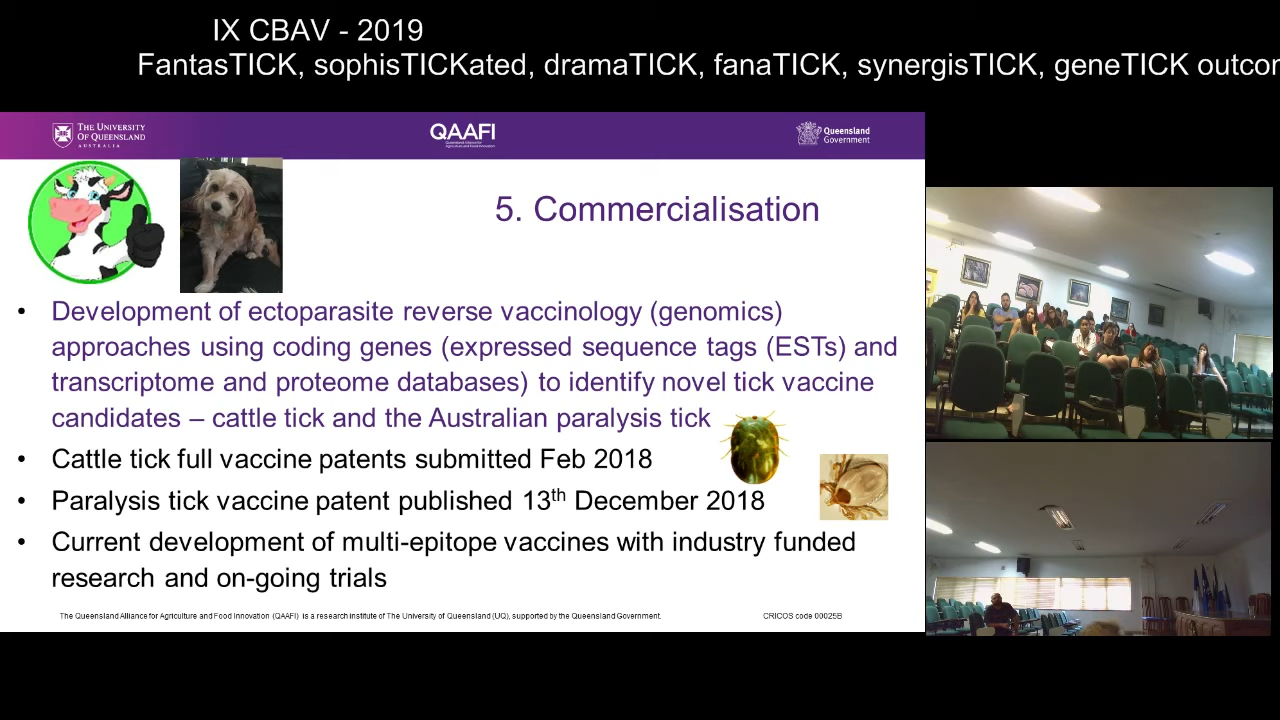 IX CBAV - 2019
FantasTICK, sophisTICKated, dramaTICK, fanaTICK, synergisTICK, geneTICK outcor
THE UNIVERSITY
OF QUEENSLAND
AUSTRALIA
QAAFI
Queensland Alliance for
Agriculture and Food Innovation
Queensland
Government
5. Commercialisation
• Development of ectoparasite reverse vaccinology (genomics)
approaches using coding genes (expressed sequence tags (ESTs) and
transcriptome and proteome databases) to identify novel tick vaccine
candidates – cattle tick and the Australian paralysis tick
• Cattle tick full vaccine patents submitted Feb 2018
• Paralysis tick vaccine patent published 13th December 2018
• Current development of multi-epitope vaccines with industry funded
research and on-going trials
The Queensland Alliance for Agriculture and Food Innovation (QAAFI) is a research institute of The University of Queensland (UQ), supported by the Queensland Government.
CRICOS code 00025B